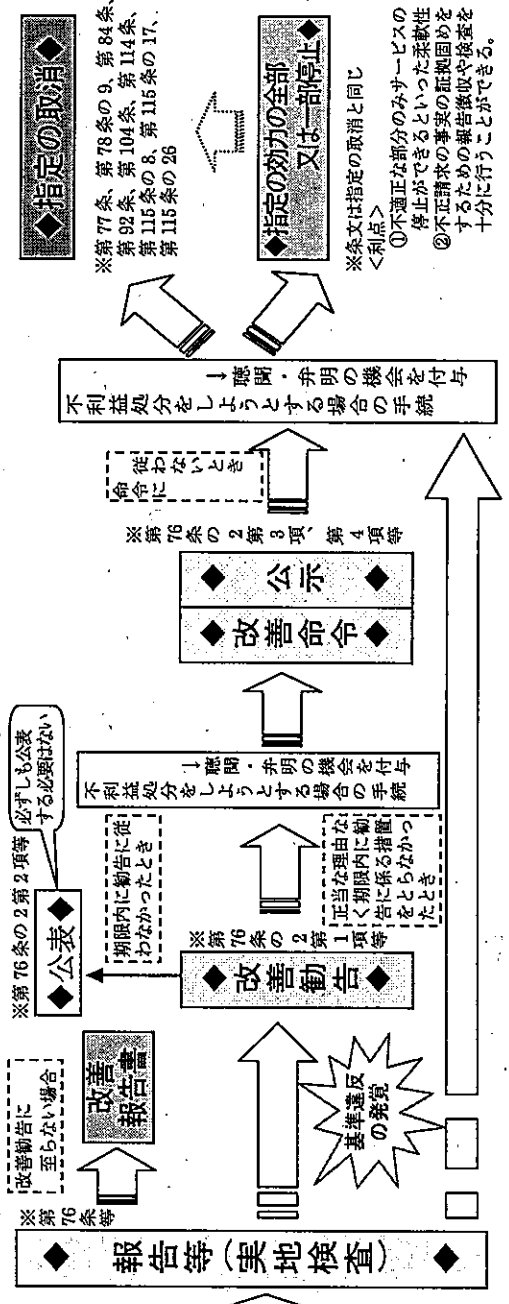 ※第76条等
◆報告等（実地検査）◆
改善勧告に
至らない場合
改善
報告書
基準違反
の発覚
※第76条の2第1項等
◆改善勧告◆
期限内に勧告に従
わなかったとき
※第76条の2第2項等
◆公表◆
必ずしも公表
する必要はない
正当な理由な
く期限内に勧
告に係る措置
をとらなかっ
たとき
不利益処分をしようとする場合の手続
→聴聞・弁明の機会を付与
◆改善命令◆
◆公示◆
※第76条の2第3項、第4項等
命令に
従わないとき
不利益処分をしようとする場合の手続
→聴聞・弁明の機会を付与
◆指定の取消◆
※第77条、第78条の9、第84条、
第92条、第104条、第114条、
第115条の8、第115条の17、
第115条の26
◆指定の効力の全部
又は一部停止◆
※条文は指定の取消と同じ
<利点>
①不適正な部分のみサービスの
停止ができるといった柔軟性
②不正請求の事実の証拠固めを
するための報告徴収や検査を
十分に行うことができる。